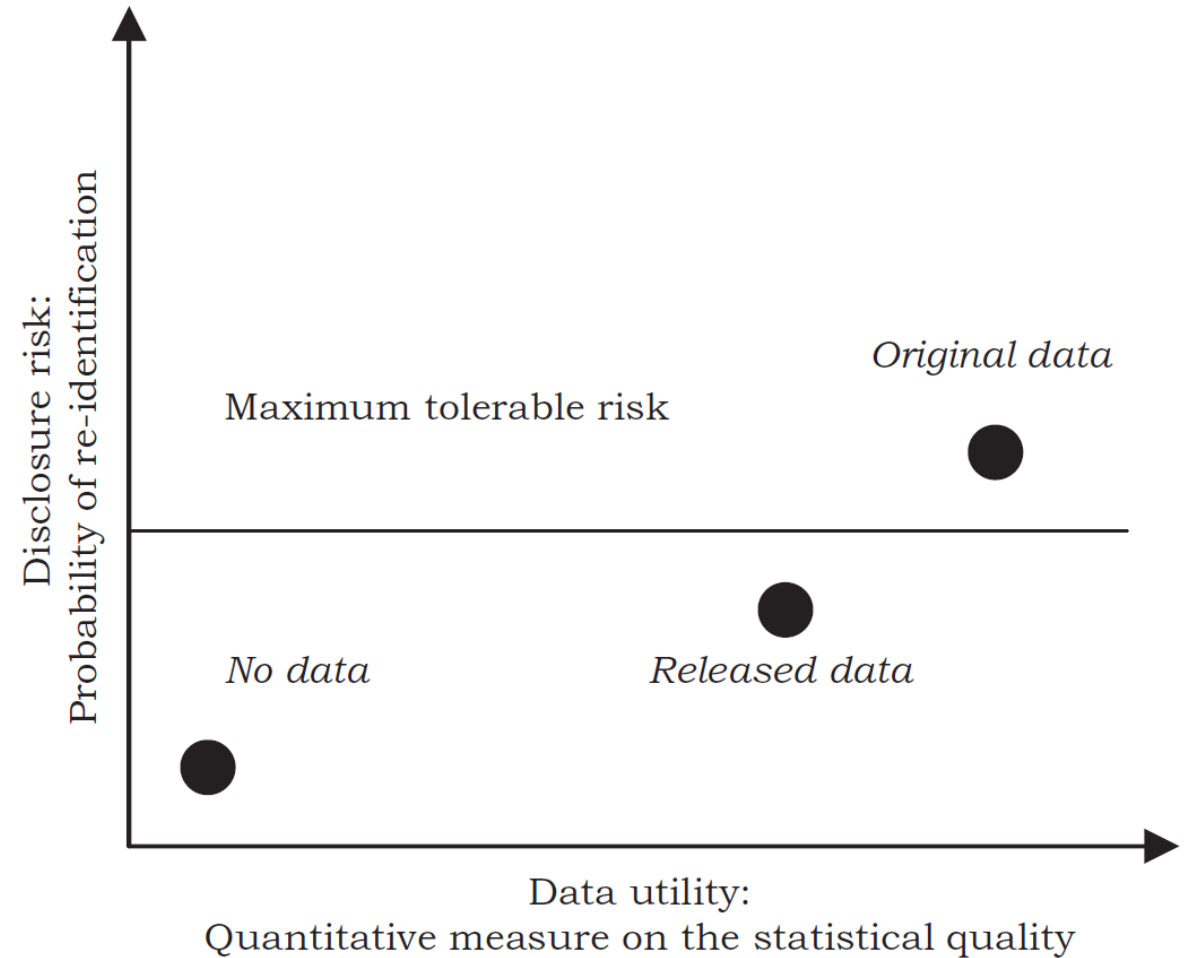 Disclosure risk:
Probability of re-identification
Original data
Maximum tolerable risk
No data
Released data
Data utility:
Quantitative measure on the statistical quality